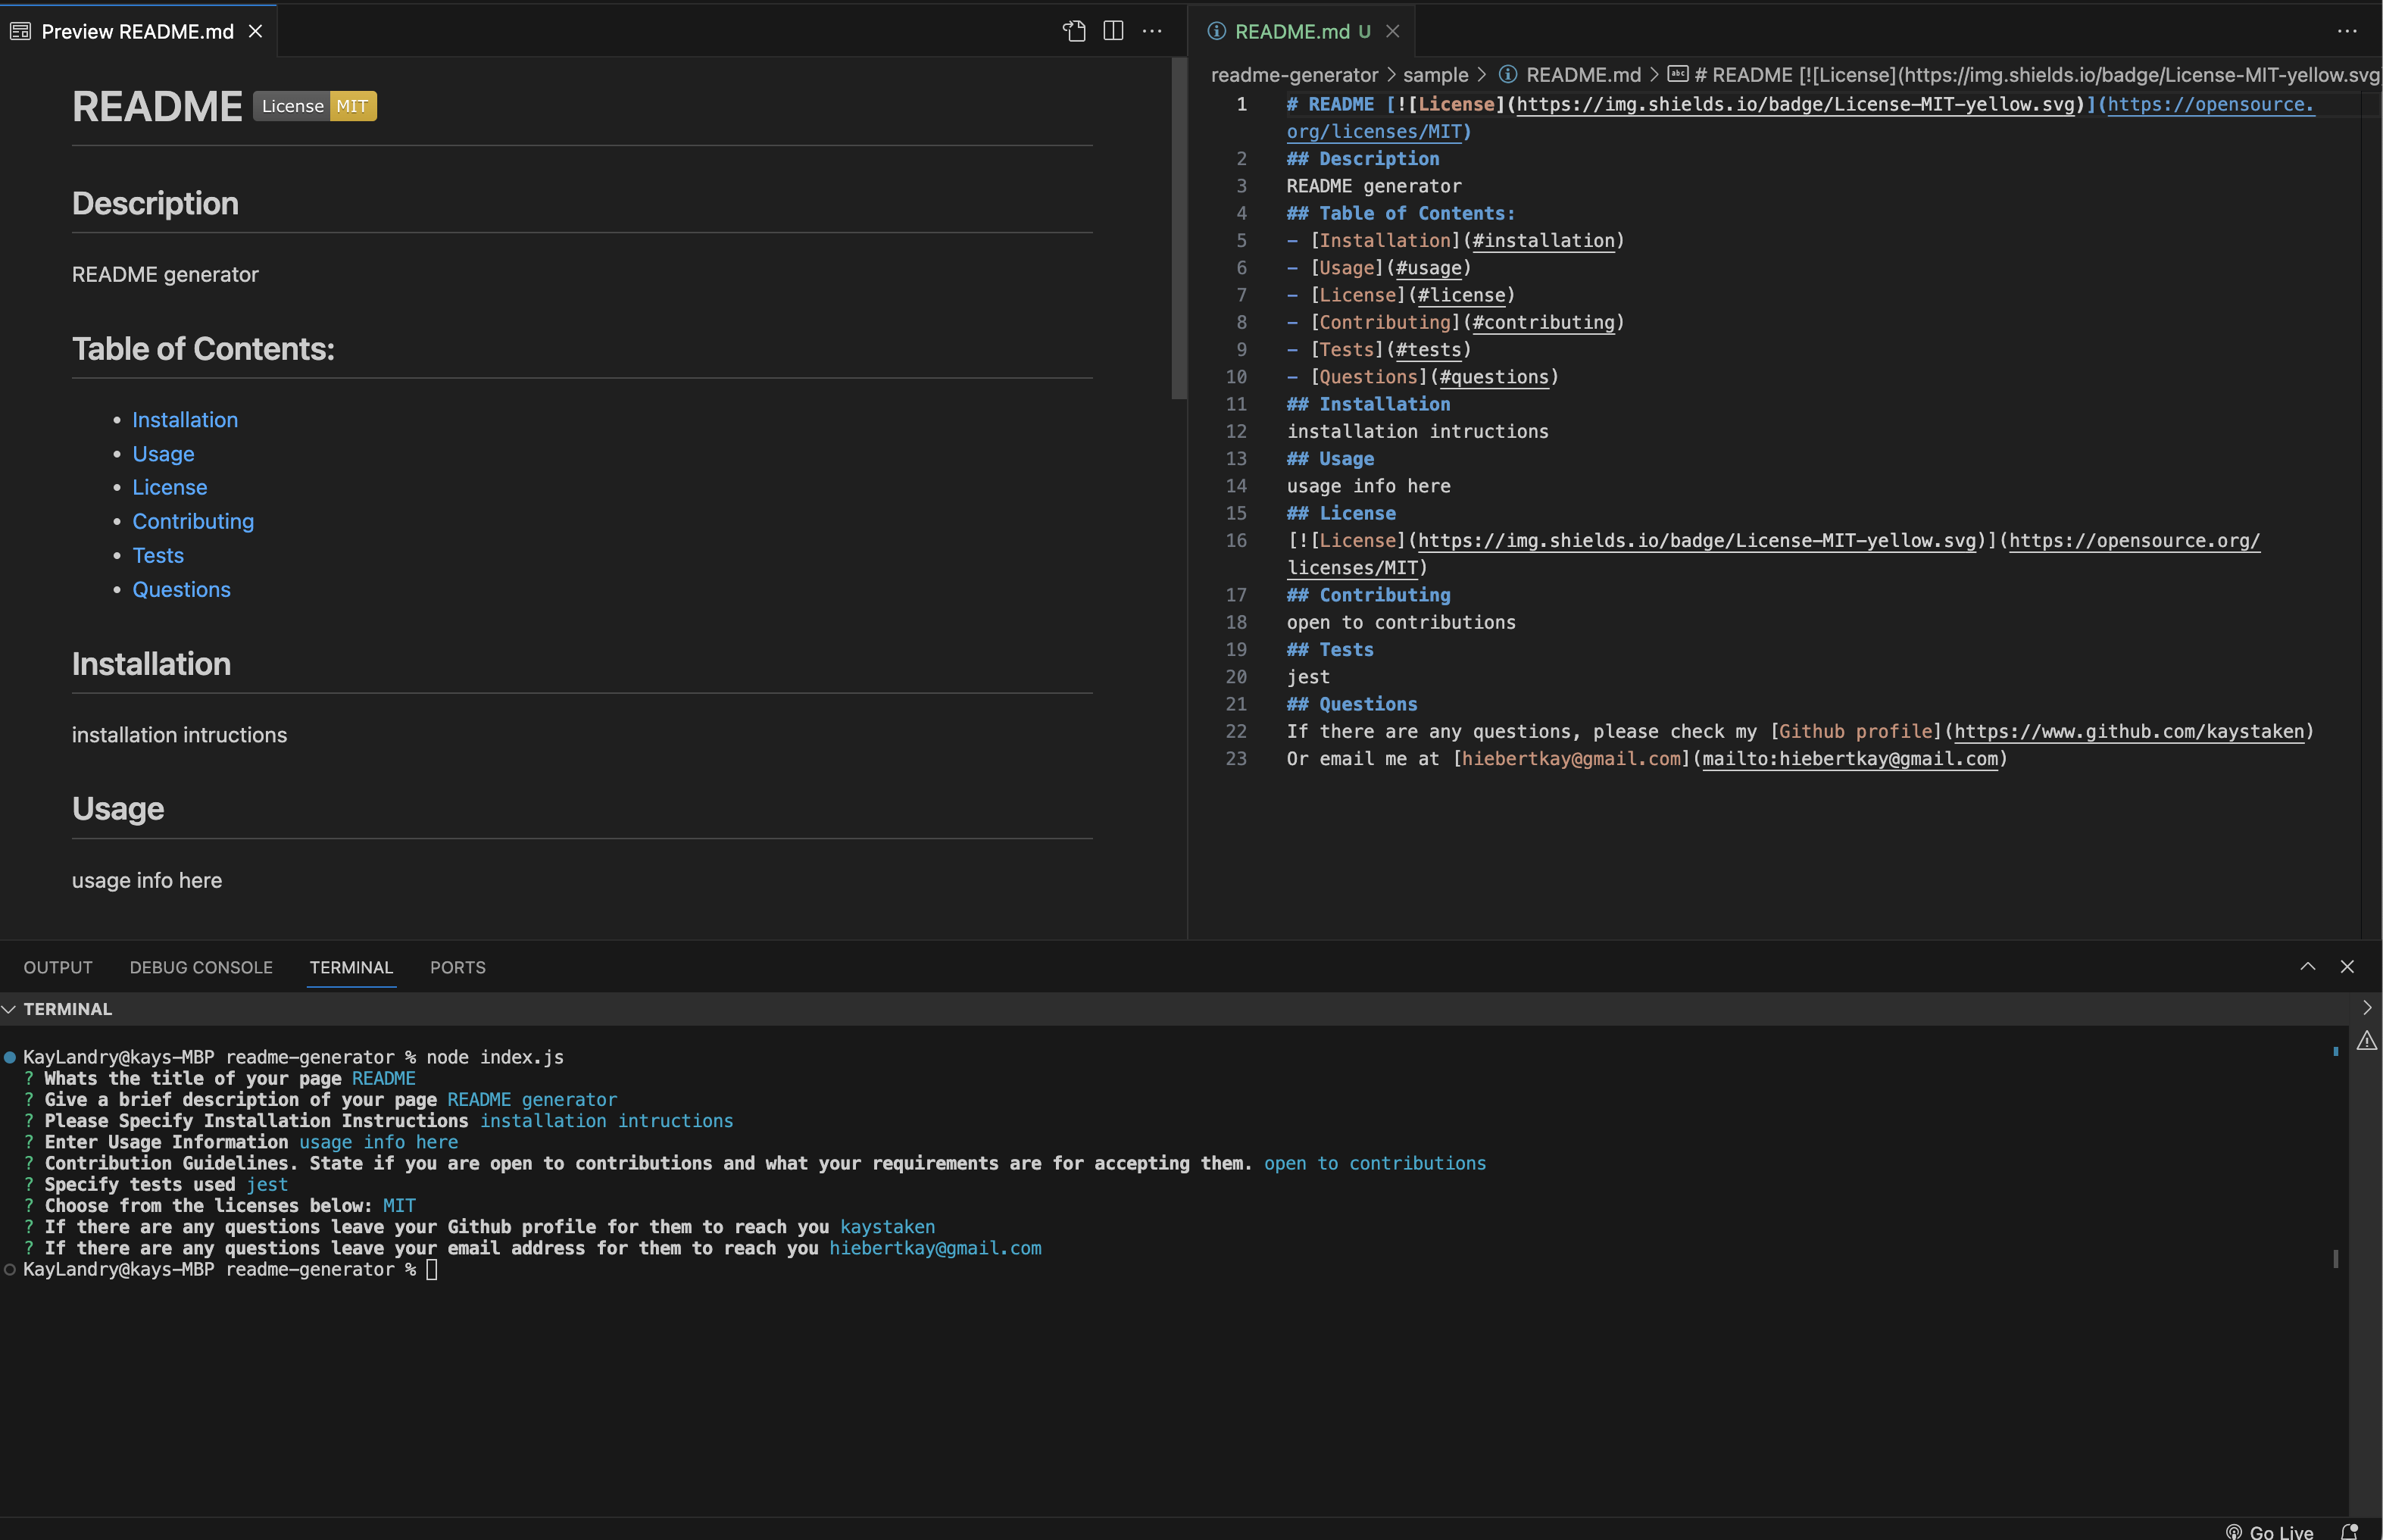 Preview README.md
README License MIT
Description
README generator
Table of Contents:
• Installation
• Usage
• License
• Contributing
• Tests
• Questions
Installation
installation intructions
Usage
usage info here
README.md U
readme-generator > sample > README.md > # README [![License](https://img.shields.io/badge/License-MIT-yellow.svg
1 # README [![License](https://img.shields.io/badge/License-MIT-yellow.svg)](https://opensource.
org/licenses/MIT)
2 ## Description
3 README generator
4 ## Table of Contents:
5 - [Installation](#installation)
6 - [Usage](#usage)
7 - [License](#license)
8 - [Contributing](#contributing)
9 - [Tests](#tests)
10 - [Questions](#questions)
11 ## Installation
12 installation intructions
13 ## Usage
14 usage info here
15 ## License
16 [![License](https://img.shields.io/badge/License-MIT-yellow.svg)](https://opensource.org/
licenses/MIT)
17 ## Contributing
18 open to contributions
19 ## Tests
20 jest
21 ## Questions
22 If there are any questions, please check my [Github profile](https://www.github.com/kaystaken)
23 Or email me at [hiebertkay@gmail.com](mailto:hiebertkay@gmail.com)
OUTPUT DEBUG CONSOLE TERMINAL PORTS
TERMINAL
KayLandry@kays-MBP readme-generator % node index.js
? Whats the title of your page README
? Give a brief description of your page README generator
? Please Specify Installation Instructions installation intructions
? Enter Usage Information usage info here
? Contribution Guidelines. State if you are open to contributions and what your requirements are for accepting them. open to contributions
? Specify tests used jest
? Choose from the licenses below: MIT
? If there are any questions leave your Github profile for them to reach you kaystaken
? If there are any questions leave your email address for them to reach you hiebertkay@gmail.com
KayLandry@kays-MBP readme-generator %
Go Live